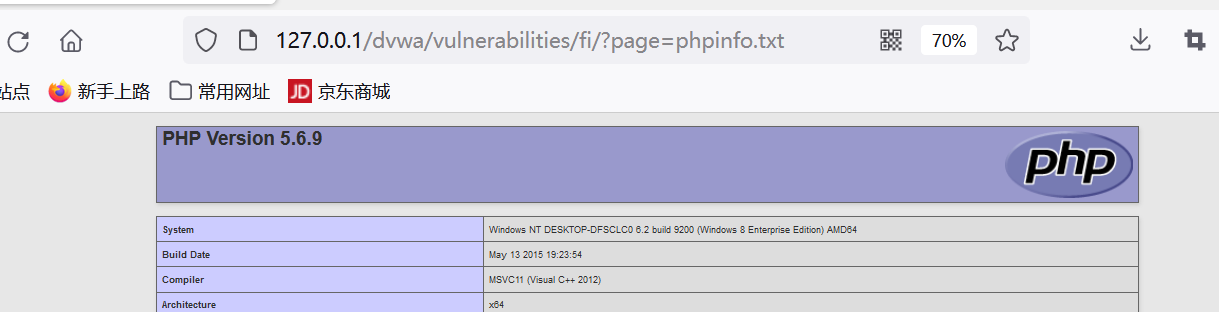 127.0.0.1/dvwa/vulnerabilities/fi/?page=phpinfo.txt 70%
站点 新手上路 常用网址 JD 京东商城
PHP Version 5.6.9 php
System Windows NT DESKTOP-DFSCLC0 6.2 build 9200 (Windows 8 Enterprise Edition) AMD64
Build Date May 13 2015 19:23:54
Compiler MSVC11 (Visual C++ 2012)
Architecture x64